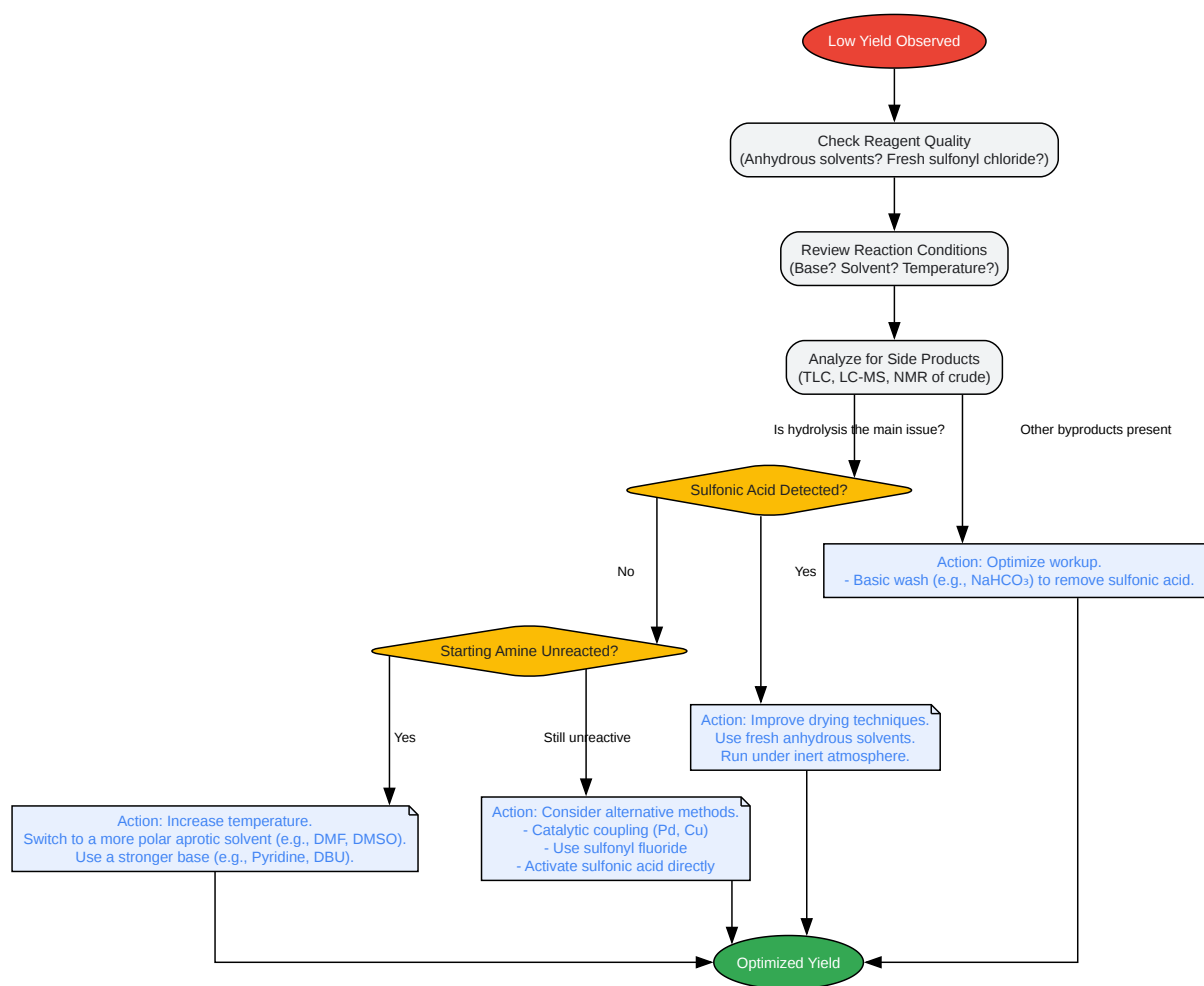 Low Yield Observed
Check Reagent Quality
(Anhydrous solvents? Fresh sulfonyl chloride?)
Review Reaction Conditions
(Base? Solvent? Temperature?)
Analyze for Side Products
(TLC, LC-MS, NMR of crude)
Is hydrolysis the main issue?
Other byproducts present
Sulfonic Acid Detected?
No
Yes
Action: Optimize workup.
- Basic wash (e.g., NaHCO₃) to remove sulfonic acid.
Starting Amine Unreacted?
Yes
Still unreactive
Action: Improve drying techniques.
Use fresh anhydrous solvents.
Run under inert atmosphere.
Action: Increase temperature.
Switch to a more polar aprotic solvent (e.g., DMF, DMSO).
Use a stronger base (e.g., Pyridine, DBU).
Action: Consider alternative methods.
- Catalytic coupling (Pd, Cu)
- Use sulfonyl fluoride
- Activate sulfonic acid directly
Optimized Yield